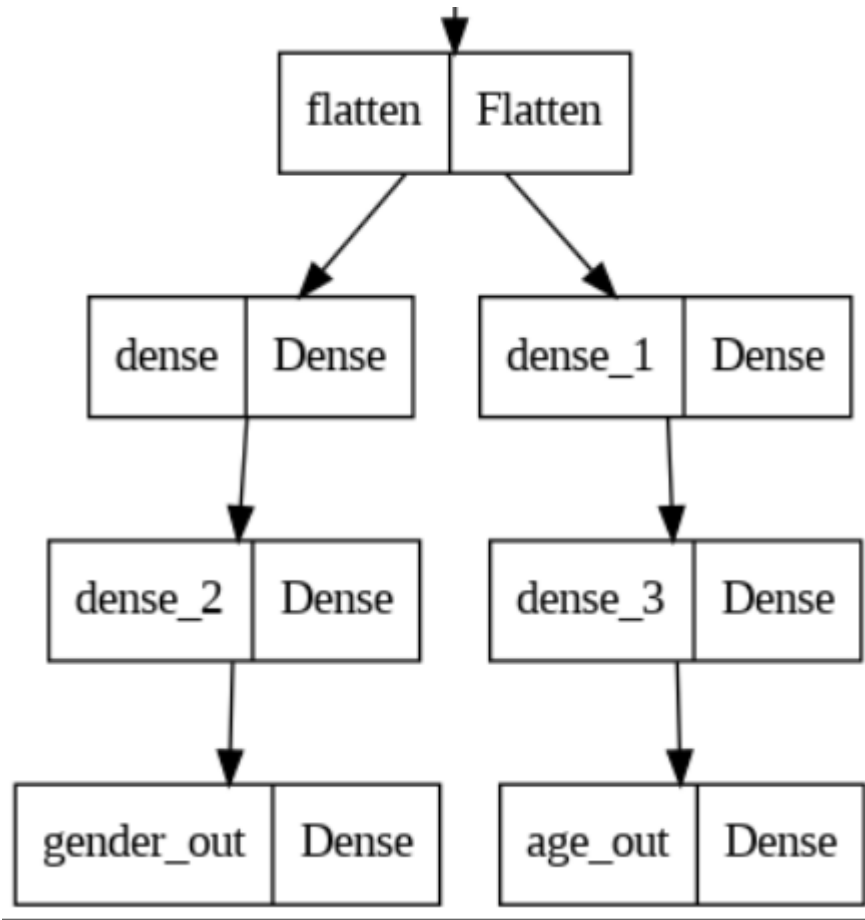 flatten Flatten
dense Dense dense_1 Dense
dense_2 Dense dense_3 Dense
gender_out Dense age_out Dense